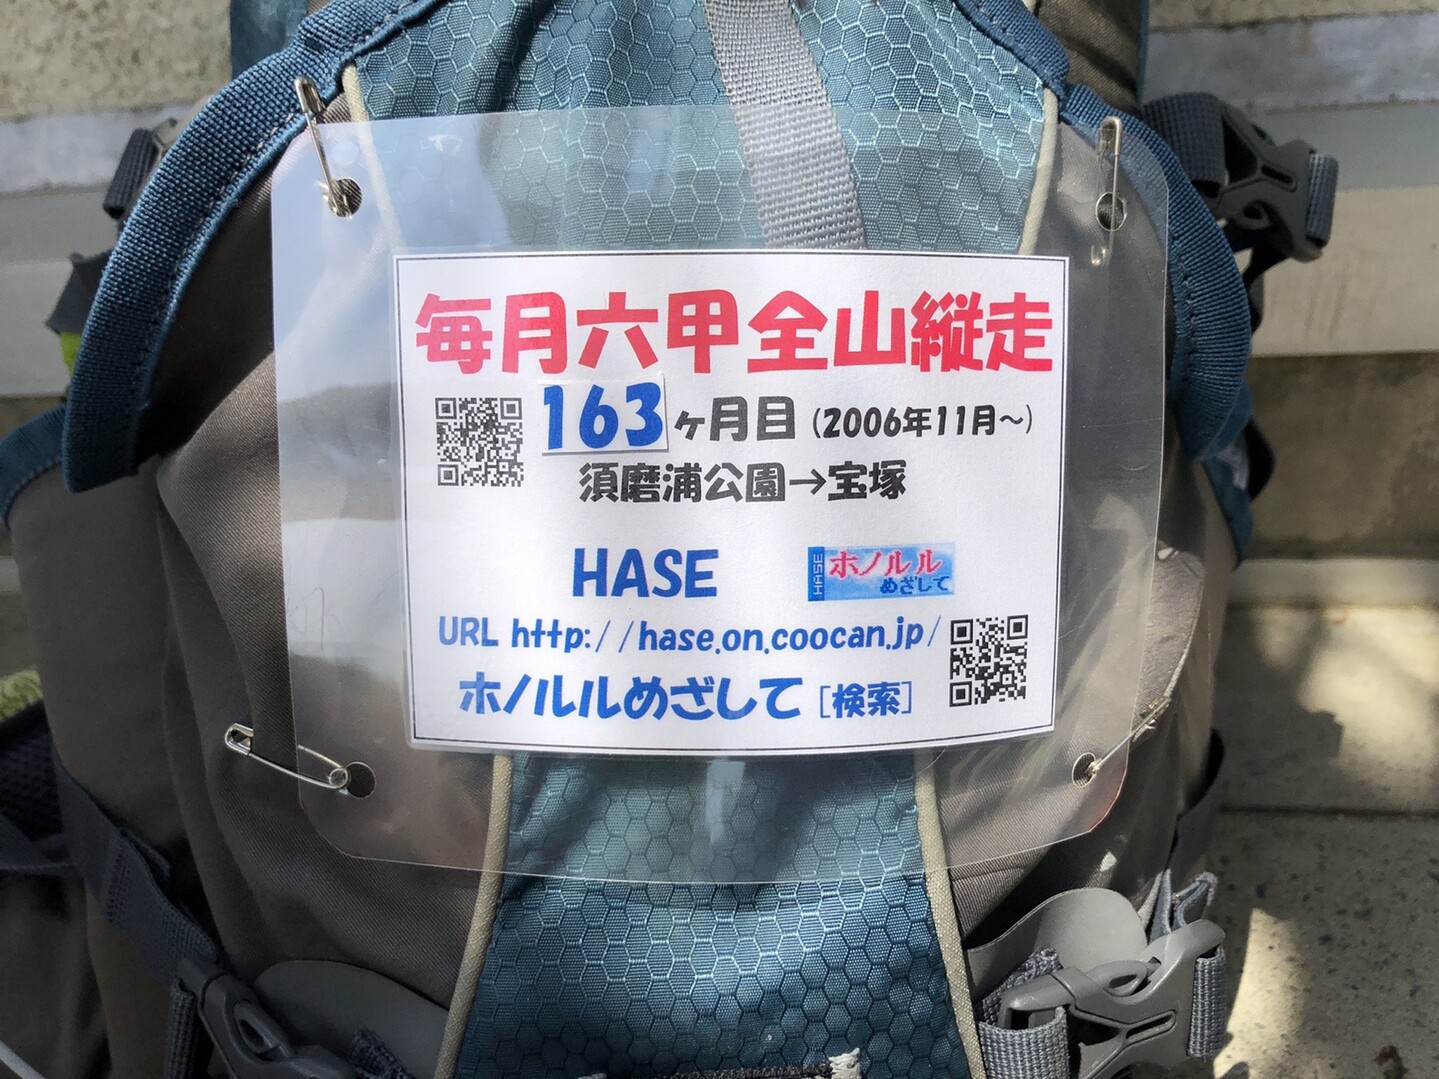 毎月六甲全山縦走
163ヶ月目 (2006年11月～)
須磨浦公園→宝塚
HASE
HASE ホノルル
めざして
URL http://hase.on.coocan.jp/
ホノルルめざして [検索]